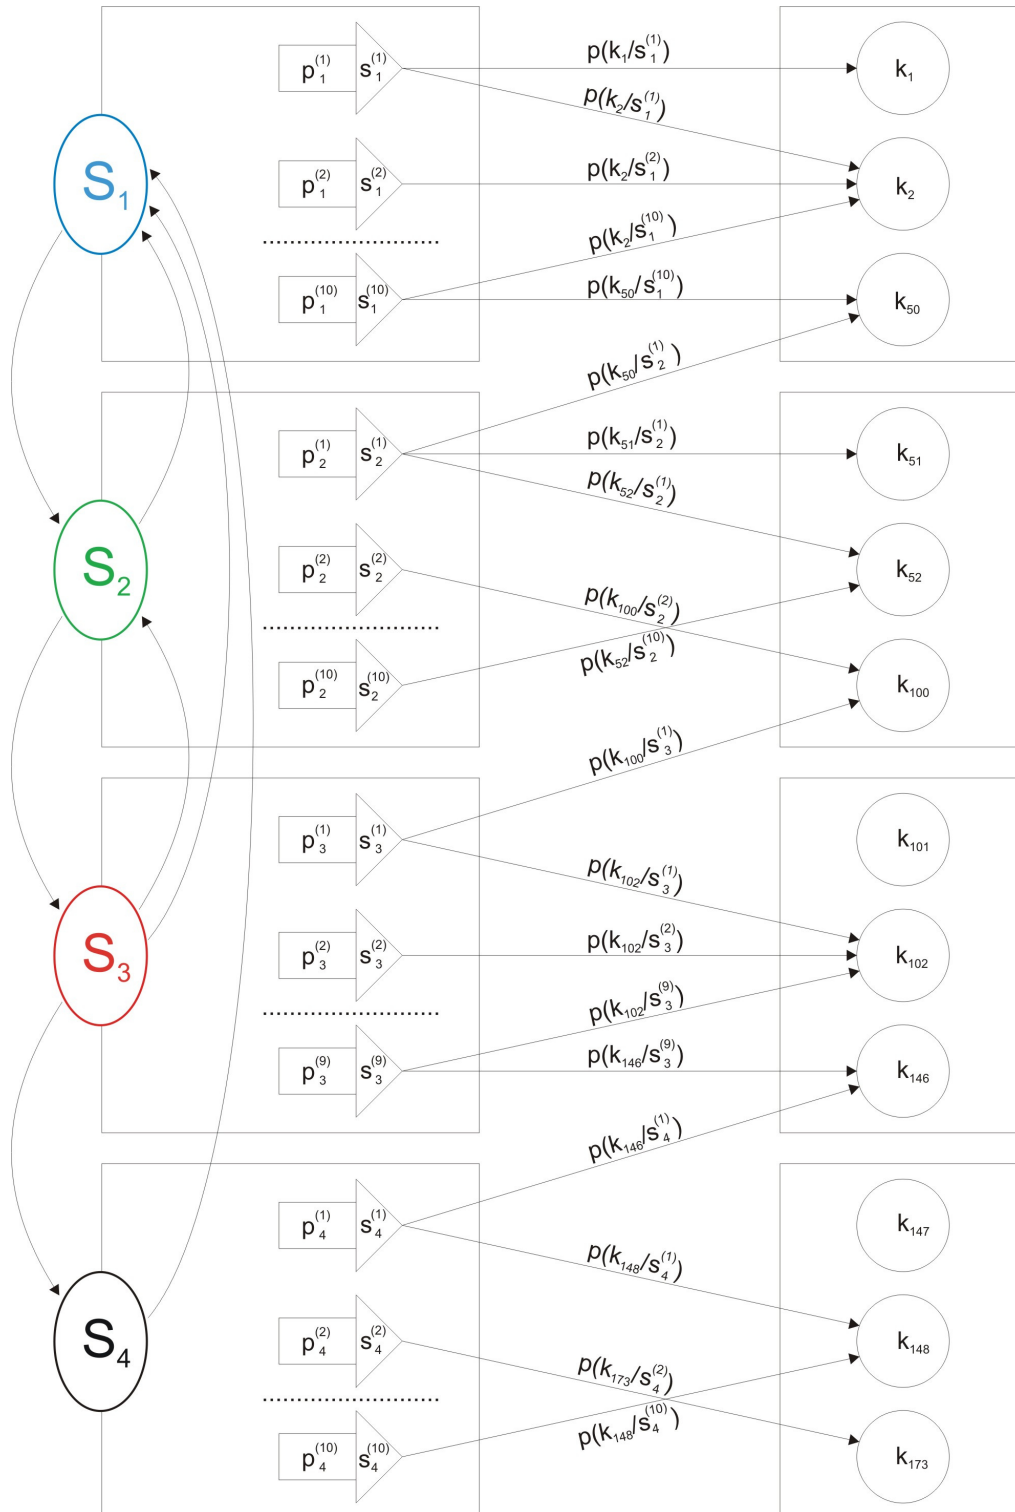 p₁⁽¹⁾ s₁⁽¹⁾ p(k₁/s₁⁽¹⁾) k₁
p(k₂/s₁⁽¹⁾)
S₁ p₁⁽²⁾ s₁⁽²⁾ p(k₂/s₁⁽²⁾) k₂
p(k₂/s₁⁽¹⁰⁾)
p₁⁽¹⁰⁾ s₁⁽¹⁰⁾ p(k₅₀/s₁⁽¹⁰⁾) k₅₀
p(k₅₀/s₂⁽¹⁾)
p₂⁽¹⁾ s₂⁽¹⁾ p(k₅₁/s₂⁽¹⁾) k₅₁
p(k₅₂/s₂⁽¹⁾)
S₂ p₂⁽²⁾ s₂⁽²⁾ k₅₂
p(k₁₀₀/s₂⁽²⁾)
p(k₅₂/s₂⁽¹⁰⁾)
p₂⁽¹⁰⁾ s₂⁽¹⁰⁾ k₁₀₀
p(k₁₀₀/s₃⁽¹⁾)
p₃⁽¹⁾ s₃⁽¹⁾ k₁₀₁
p(k₁₀₂/s₃⁽¹⁾)
S₃ p₃⁽²⁾ s₃⁽²⁾ p(k₁₀₂/s₃⁽²⁾) k₁₀₂
p(k₁₀₂/s₃⁽⁹⁾)
p₃⁽⁹⁾ s₃⁽⁹⁾ p(k₁₄₆/s₃⁽⁹⁾) k₁₄₆
p(k₁₄₆/s₄⁽¹⁾)
p₄⁽¹⁾ s₄⁽¹⁾ k₁₄₇
p(k₁₄₈/s₄⁽¹⁾)
S₄ p₄⁽²⁾ s₄⁽²⁾ k₁₄₈
p(k₁₇₃/s₄⁽²⁾)
p(k₁₄₈/s₄⁽¹⁰⁾)
p₄⁽¹⁰⁾ s₄⁽¹⁰⁾ k₁₇₃